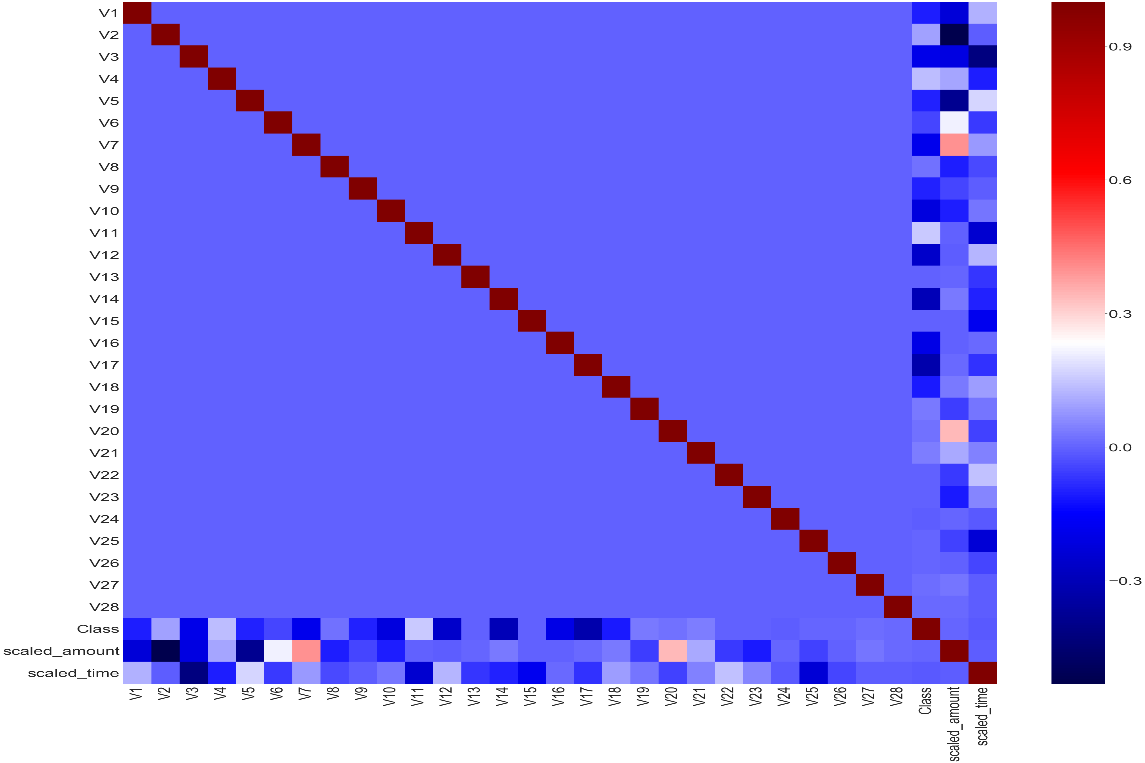 V1
V2
V3
V4
V5
V6
V7
V8
V9
V10
V11
V12
V13
V14
V15
V16
V17
V18
V19
V20
V21
V22
V23
V24
V25
V26
V27
V28
Class
scaled_amount
scaled_time
V1 V2 V3 V4 V5 V6 V7 V8 V9 V10 V11 V12 V13 V14 V15 V16 V17 V18 V19 V20 V21 V22 V23 V24 V25 V26 V27 V28 Class scaled_amount scaled_time
0.9
0.6
0.3
0.0
−0.3